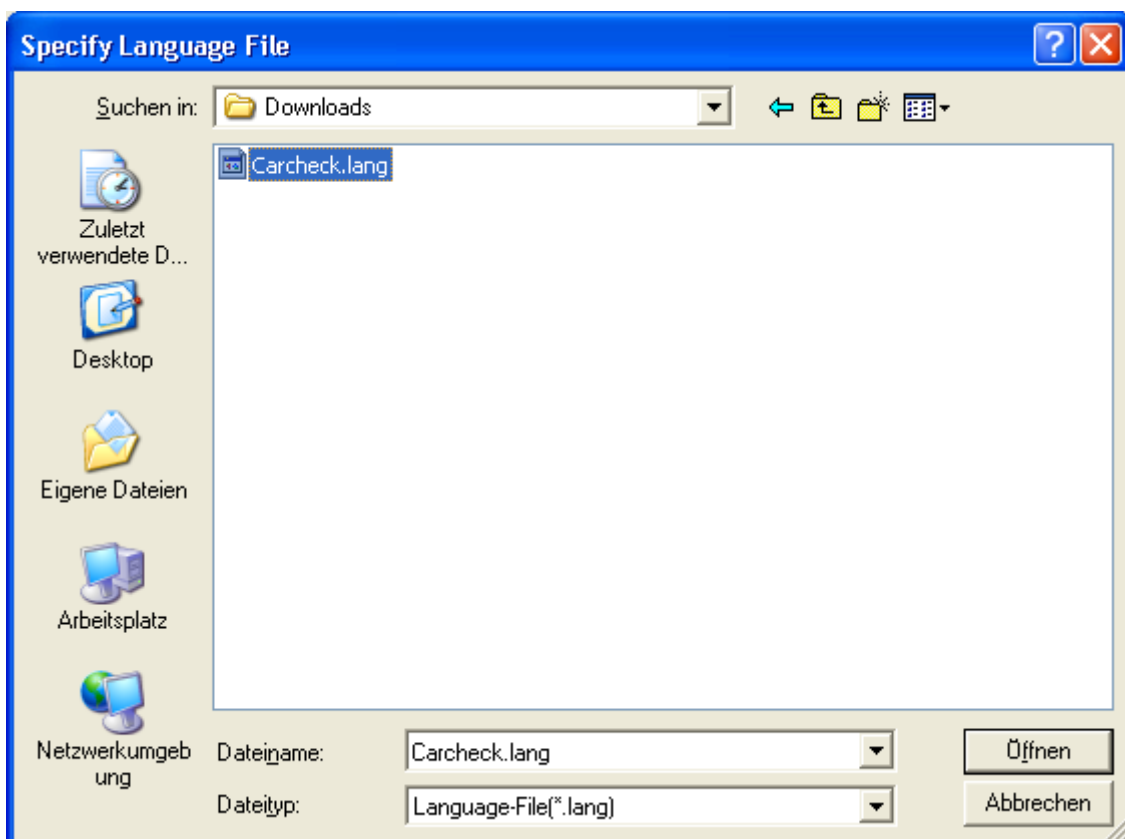 Specify Language File
Suchen in:
Downloads
Carcheck.lang
Zuletzt
verwendete D...
Desktop
Eigene Dateien
Arbeitsplatz
Netzwerkumgeb
ung
Dateiname:
Carcheck.lang
Öffnen
Dateityp:
Language-File(*.lang)
Abbrechen